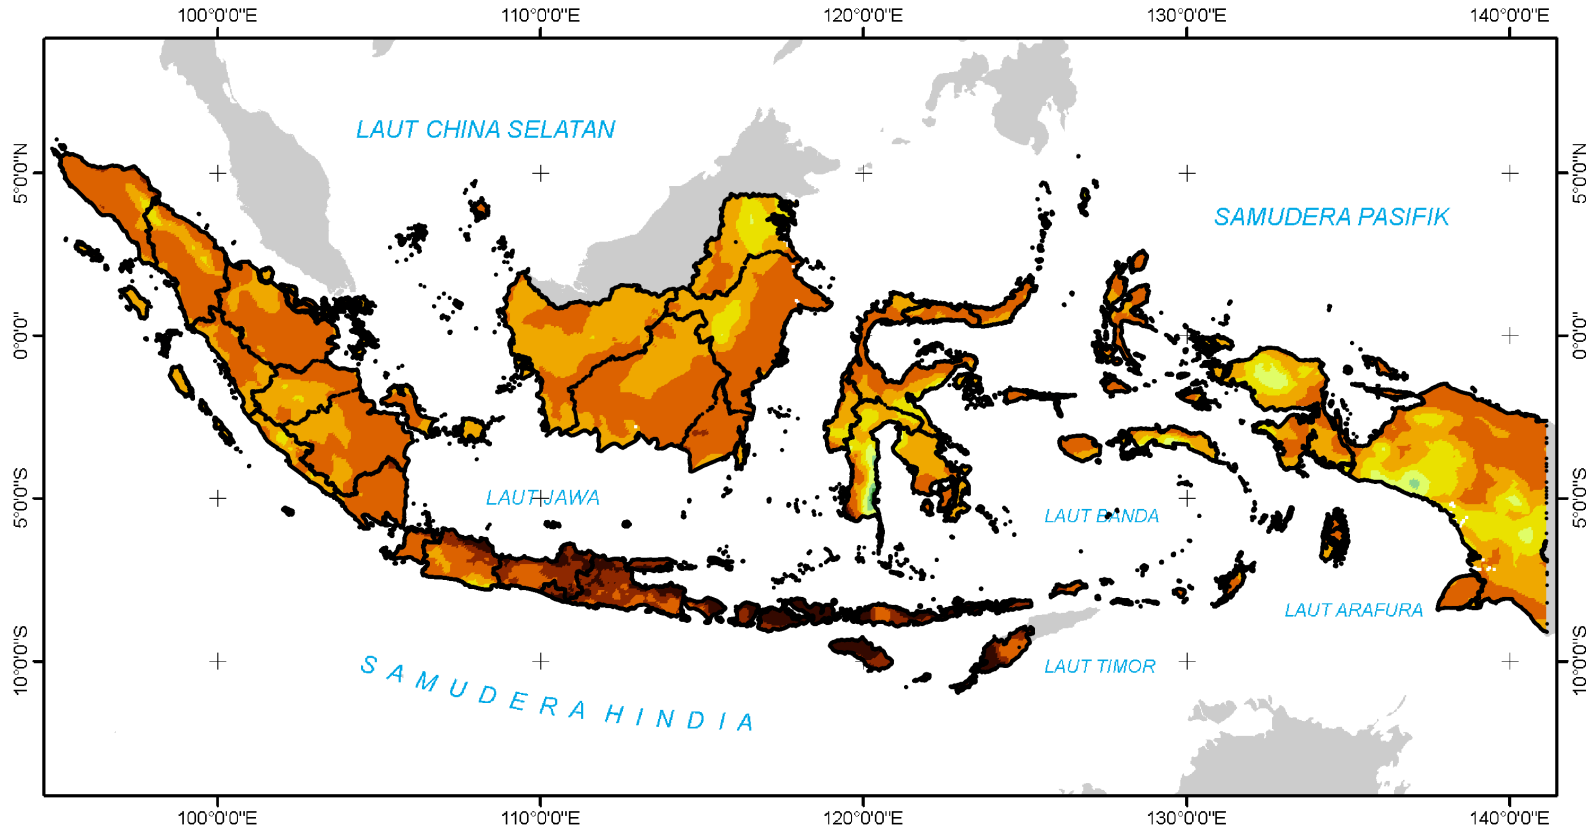 100°0'0"E 110°0'0"E 120°0'0"E 130°0'0"E 140°0'0"E
LAUT CHINA SELATAN
5°0'0"N 5°0'0"N
SAMUDERA PASIFIK
0°0'0" 0°0'0"
5°0'0"S LAUT JAWA 5°0'0"S
LAUT BANDA
LAUT ARAFURA
10°0'0"S LAUT TIMOR 10°0'0"S
SAMUDERA HINDIA
100°0'0"E 110°0'0"E 120°0'0"E 130°0'0"E 140°0'0"E